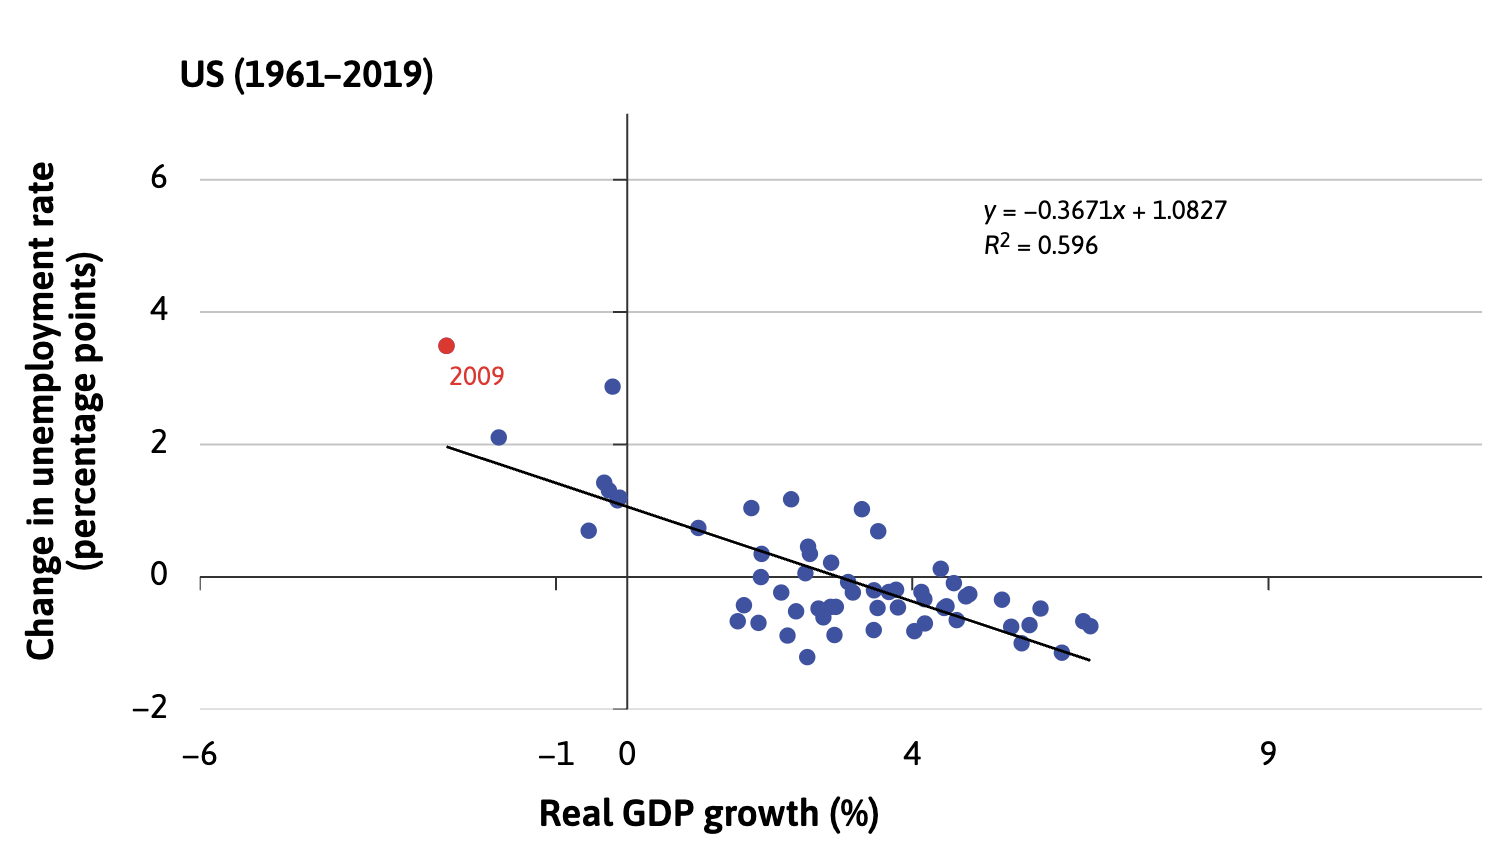 US (1961–2019)
Change in unemployment rate
(percentage points)
6
4
2
0
−2
y = −0.3671x + 1.0827
R² = 0.596
2009
−6
−1
0
4
9
Real GDP growth (%)